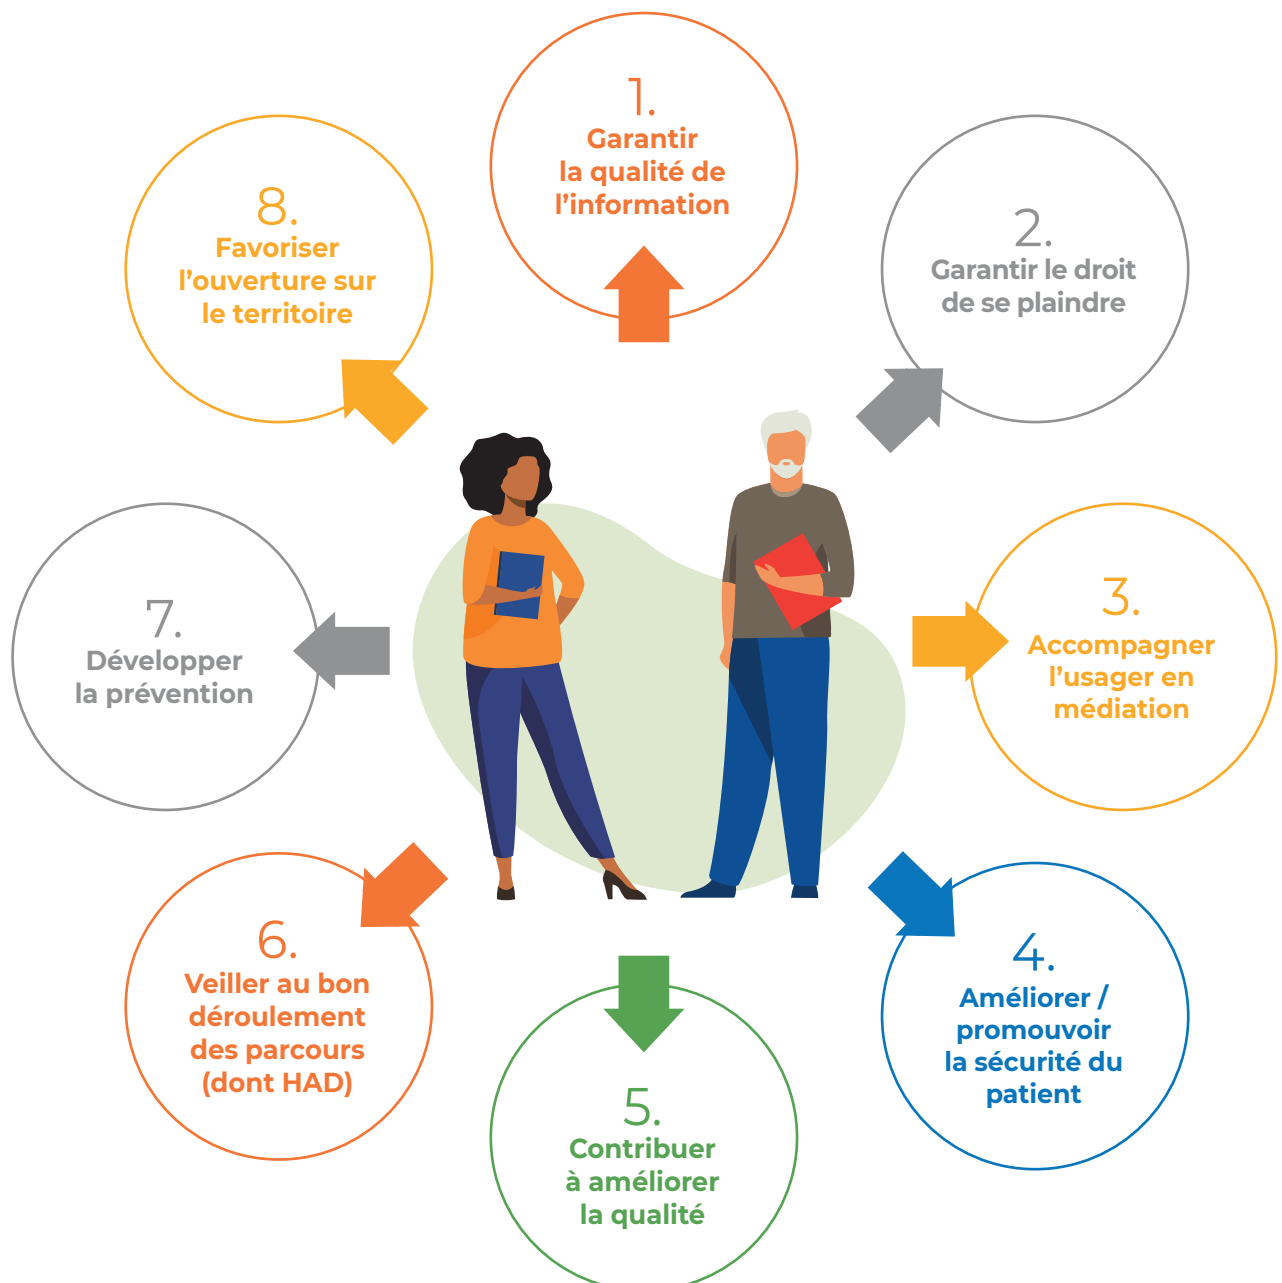 1.
Garantir
la qualité de
l’information
2.
Garantir le droit
de se plaindre
3.
Accompagner
l’usager en
médiation
4.
Améliorer /
promouvoir
la sécurité du
patient
5.
Contribuer
à améliorer
la qualité
6.
Veiller au bon
déroulement
des parcours
(dont HAD)
7.
Développer
la prévention
8.
Favoriser
l’ouverture sur
le territoire